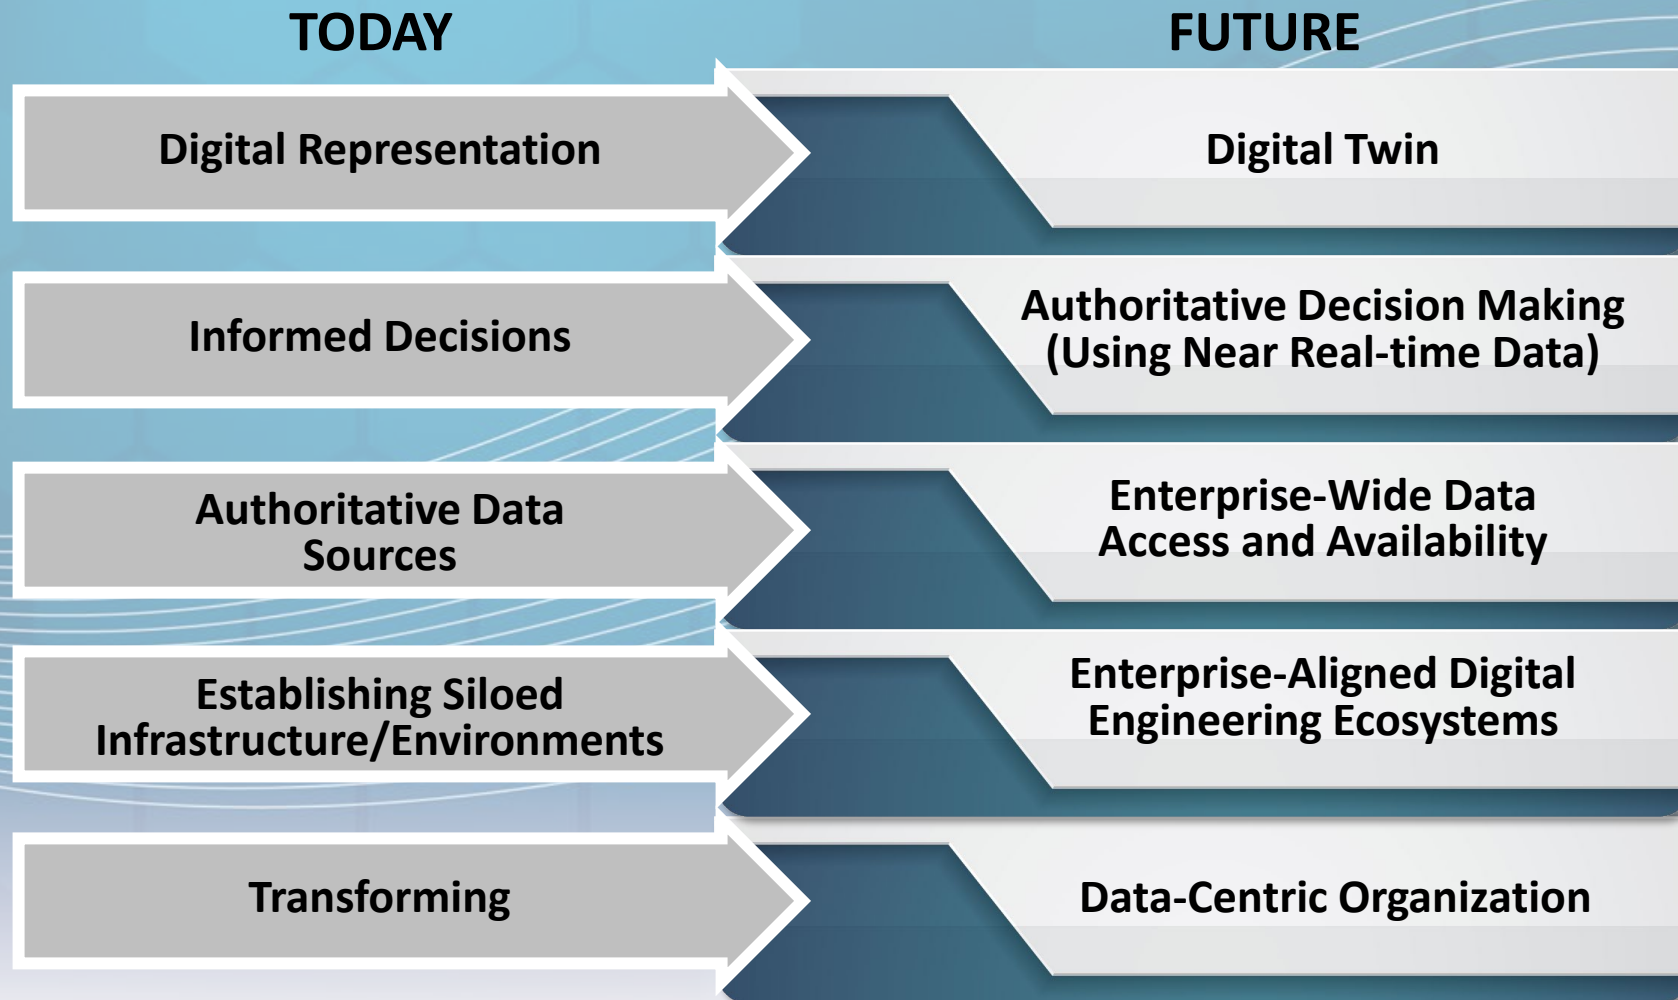 TODAY
FUTURE
Digital Representation
Digital Twin
Informed Decisions
Authoritative Decision Making
(Using Near Real-time Data)
Authoritative Data
Sources
Enterprise-Wide Data
Access and Availability
Establishing Siloed
Infrastructure/Environments
Enterprise-Aligned Digital
Engineering Ecosystems
Transforming
Data-Centric Organization